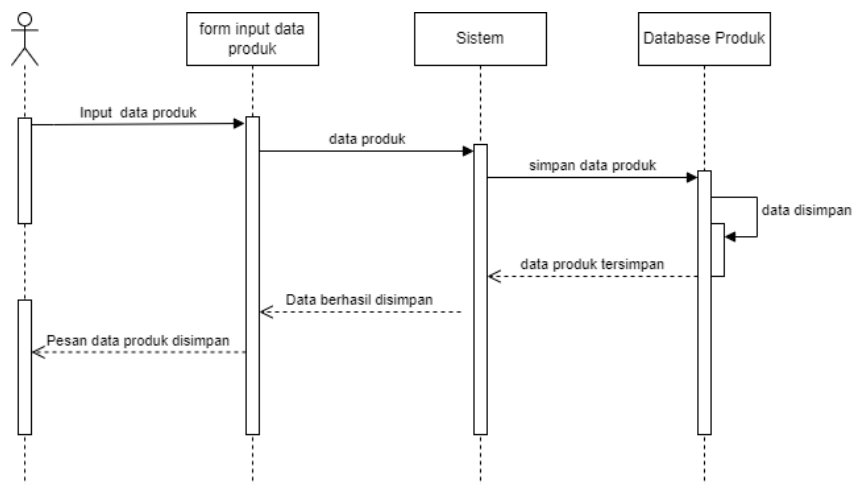 form input data
produk
Sistem
Database Produk
Input data produk
data produk
simpan data produk
data disimpan
data produk tersimpan
Data berhasil disimpan
Pesan data produk disimpan